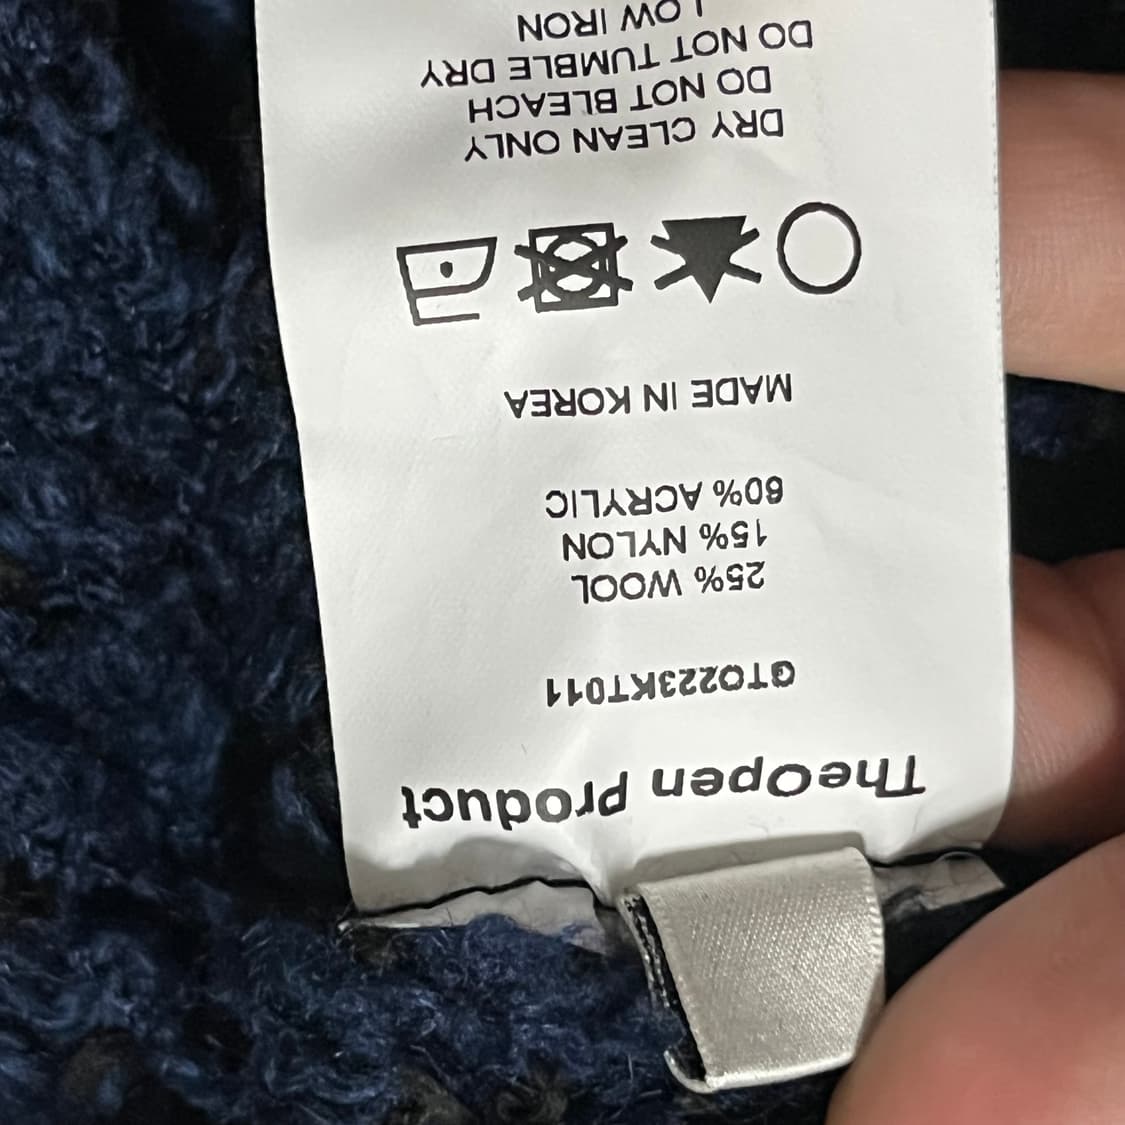 TheOpen Product
GTO223KT011
25% WOOL
15% NYLON
60% ACRYLIC
MADE IN KOREA
DRY CLEAN ONLY
DO NOT BLEACH
DO NOT TUMBLE DRY
LOW IRON